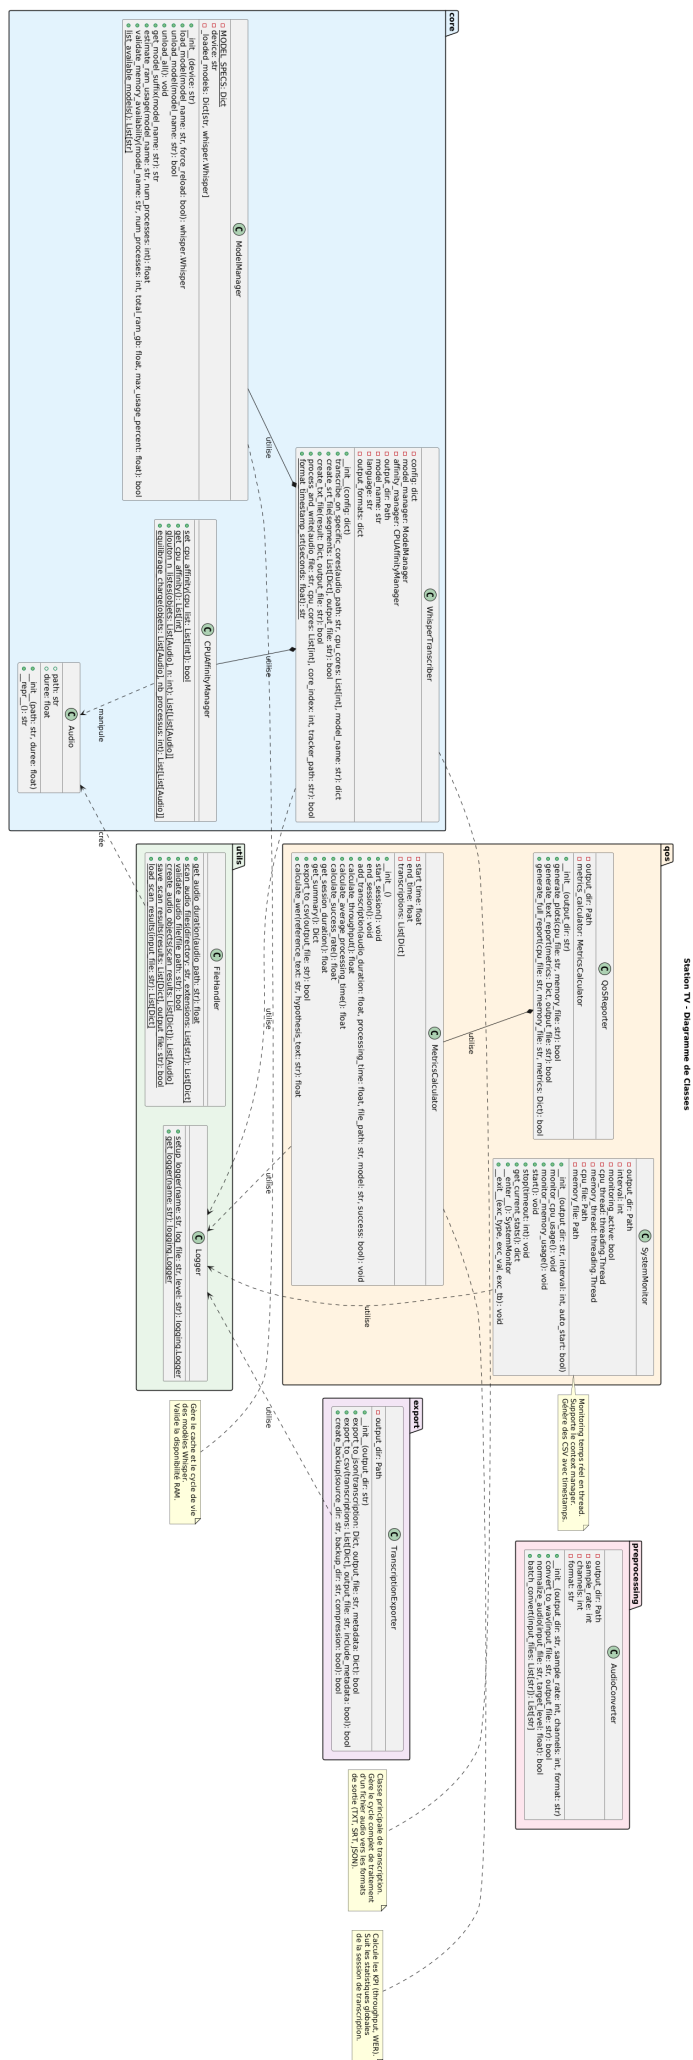 Station TV - Diagramme de Classes
core
ModelManager
MODEL_SPECS: Dict
device: str
_loaded_models: Dict[str, whisper.Whisper]
__init__(device: str)
load_model(model_name: str, force_reload: bool): whisper.Whisper
unload_model(model_name: str): bool
unload_all(): void
get_model_suffix(model_name: str): str
estimate_ram_usage(model_name: str, num_processes: int): float
validate_memory_availability(model_name: str, num_processes: int, total_ram_gb: float, max_usage_percent: float): bool
list_available_models(): List[str]
WhisperTranscriber
config: dict
model_manager: ModelManager
affinity_manager: CPUAffinityManager
output_dir: Path
model_name: str
language: str
output_formats: dict
__init__(config: dict)
transcribe_on_specific_cores(audio_path: str, cpu_cores: List[int], model_name: str): dict
create_srt_file(segments: List[Dict], output_file: str): bool
create_txt_file(result: Dict, output_file: str): bool
process_and_write(audio_file: str, cpu_cores: List[int], core_index: int, tracker_path: str): bool
format_timestamp_srt(seconds: float): str
CPUAffinityManager
set_cpu_affinity(cpu_list: List[int]): bool
get_cpu_affinity(): List[int]
glouton_n_listes(objets: List[Audio], n: int): List[List[Audio]]
equilibrage_charge(objets: List[Audio], nb_processus: int): List[List[Audio]]
Audio
path: str
duree: float
__init__(path: str, duree: float)
__repr__(): str
utilise
utilise
manipule
crée
utils
FileHandler
get_audio_duration(audio_path: str): float
scan_audio_files(directory: str, extensions: List[str]): List[Dict]
validate_audio_file(file_path: str): bool
create_audio_objects(scan_results: List[Dict]): List[Audio]
save_scan_results(results: List[Dict], output_file: str): bool
load_scan_results(input_file: str): List[Dict]
Logger
setup_logger(name: str, log_file: str, level: str): logging.Logger
get_logger(name: str): logging.Logger
qos
QoSReporter
output_dir: Path
metrics_calculator: MetricsCalculator
__init__(output_dir: str)
generate_plots(cpu_file: str, memory_file: str): bool
generate_text_report(metrics: Dict, output_file: str): bool
generate_full_report(cpu_file: str, memory_file: str, metrics: Dict): bool
SystemMonitor
output_dir: Path
interval: int
monitoring_active: bool
cpu_thread: threading.Thread
memory_thread: threading.Thread
cpu_file: Path
memory_file: Path
__init__(output_dir: str, interval: int, auto_start: bool)
monitor_cpu_usage(): void
monitor_memory_usage(): void
start(): void
stop(timeout: int): void
get_current_stats(): dict
__enter__(): SystemMonitor
__exit__(exc_type, exc_val, exc_tb): void
MetricsCalculator
start_time: float
end_time: float
transcriptions: List[Dict]
__init__()
start_session(): void
end_session(): void
add_transcription(audio_duration: float, processing_time: float, file_path: str, model: str, success: bool): void
calculate_throughput(): float
calculate_average_processing_time(): float
calculate_success_rate(): float
get_session_duration(): float
get_summary(): Dict
export_to_csv(output_file: str): bool
calculate_wer(reference_text: str, hypothesis_text: str): float
utilise
utilise
utilise
utilise
utilise
export
TranscriptionExporter
output_dir: Path
__init__(output_dir: str)
export_to_json(transcription: Dict, output_file: str, metadata: Dict): bool
export_to_csv(transcriptions: List[Dict], output_file: str, include_metadata: bool): bool
create_backup(source_dir: str, backup_dir: str, compression: bool): bool
preprocessing
AudioConverter
output_dir: Path
sample_rate: int
channels: int
format: str
__init__(output_dir: str, sample_rate: int, channels: int, format: str)
convert_to_wav(input_file: str, output_file: str): bool
normalize_audio(input_file: str, target_level: float): bool
batch_convert(input_files: List[str]): List[str]
Monitoring temps réel en thread.
Supporte le context manager.
Génère des CSV avec timestamps.
Gère le cache et le cycle de vie
des modèles Whisper.
Valide la disponibilité RAM.
Classe principale de transcription.
Gère le cycle complet de traitement
d'un fichier audio vers les formats
de sortie (TXT, SRT, JSON).
Calcule les KPI (throughput, WER).
Suit les statistiques globales
de la session de transcription.